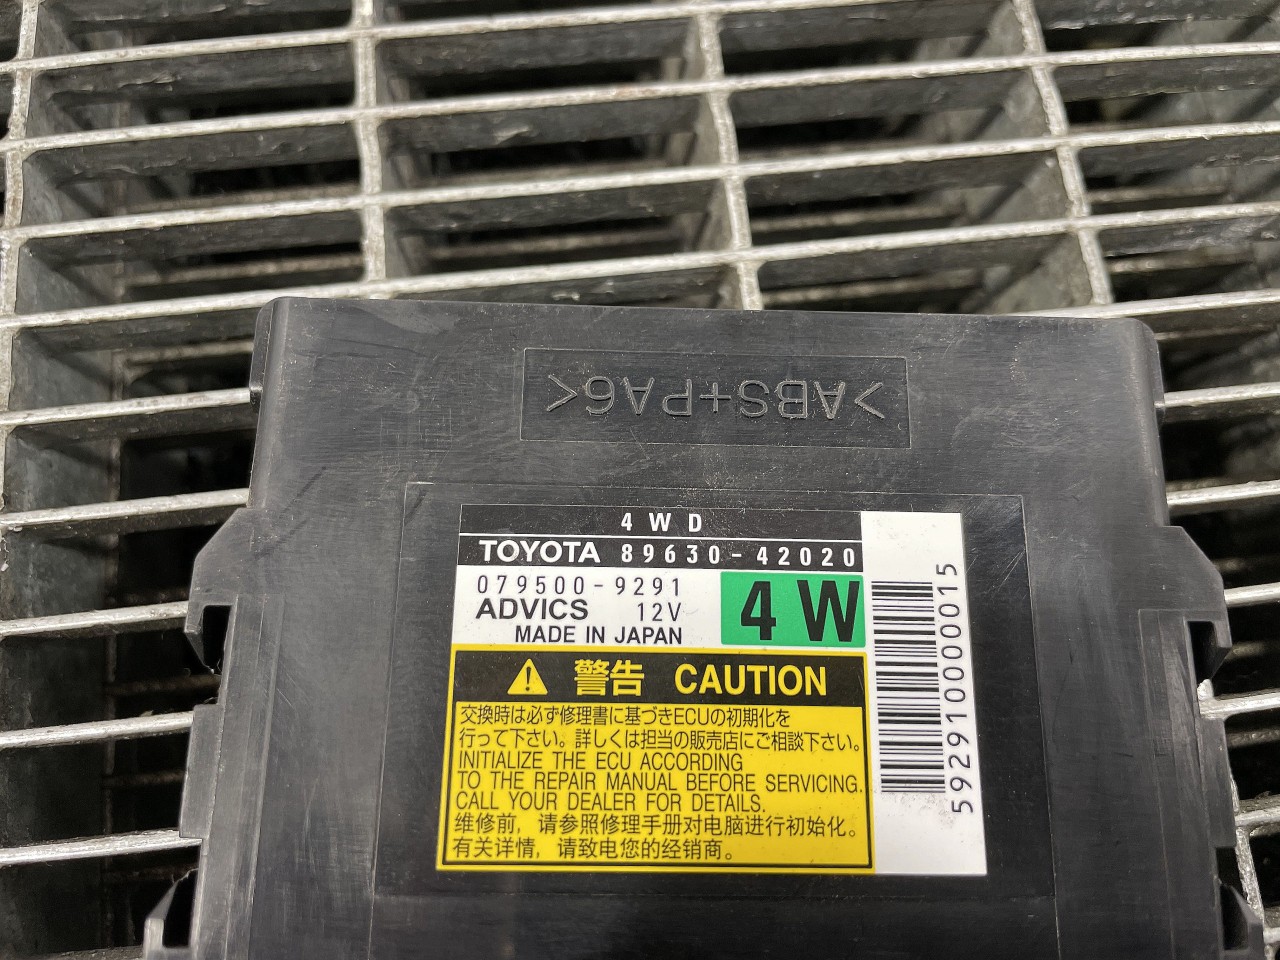 >ABS+PA6<
4WD
TOYOTA 89630-42020
079500-9291
ADVICS 12V
MADE IN JAPAN
4W
592910000015
警告 CAUTION
交換時は必ず修理書に基づきECUの初期化を
行って下さい。詳しくは担当の販売店にご相談下さい。
INITIALIZE THE ECU ACCORDING
TO THE REPAIR MANUAL BEFORE SERVICING.
CALL YOUR DEALER FOR DETAILS.
维修前，请参照修理手册对电脑进行初始化。
有关详情，请致电您的经销商。